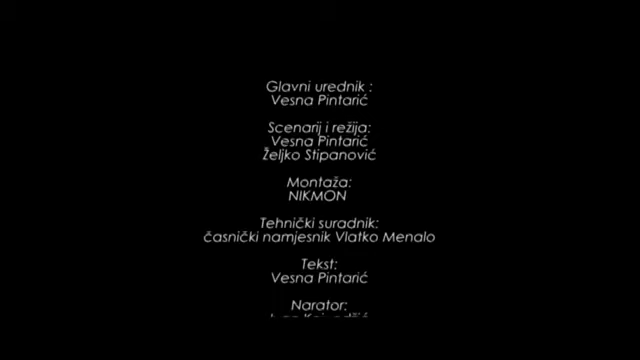 Glavni urednik :
Vesna Pintarić
Scenarij i režija:
Vesna Pintarić
Željko Stipanović
Montaža:
NIKMON
Tehnički suradnik:
časnički namjesnik Vlatko Menalo
Tekst:
Vesna Pintarić
Narator: